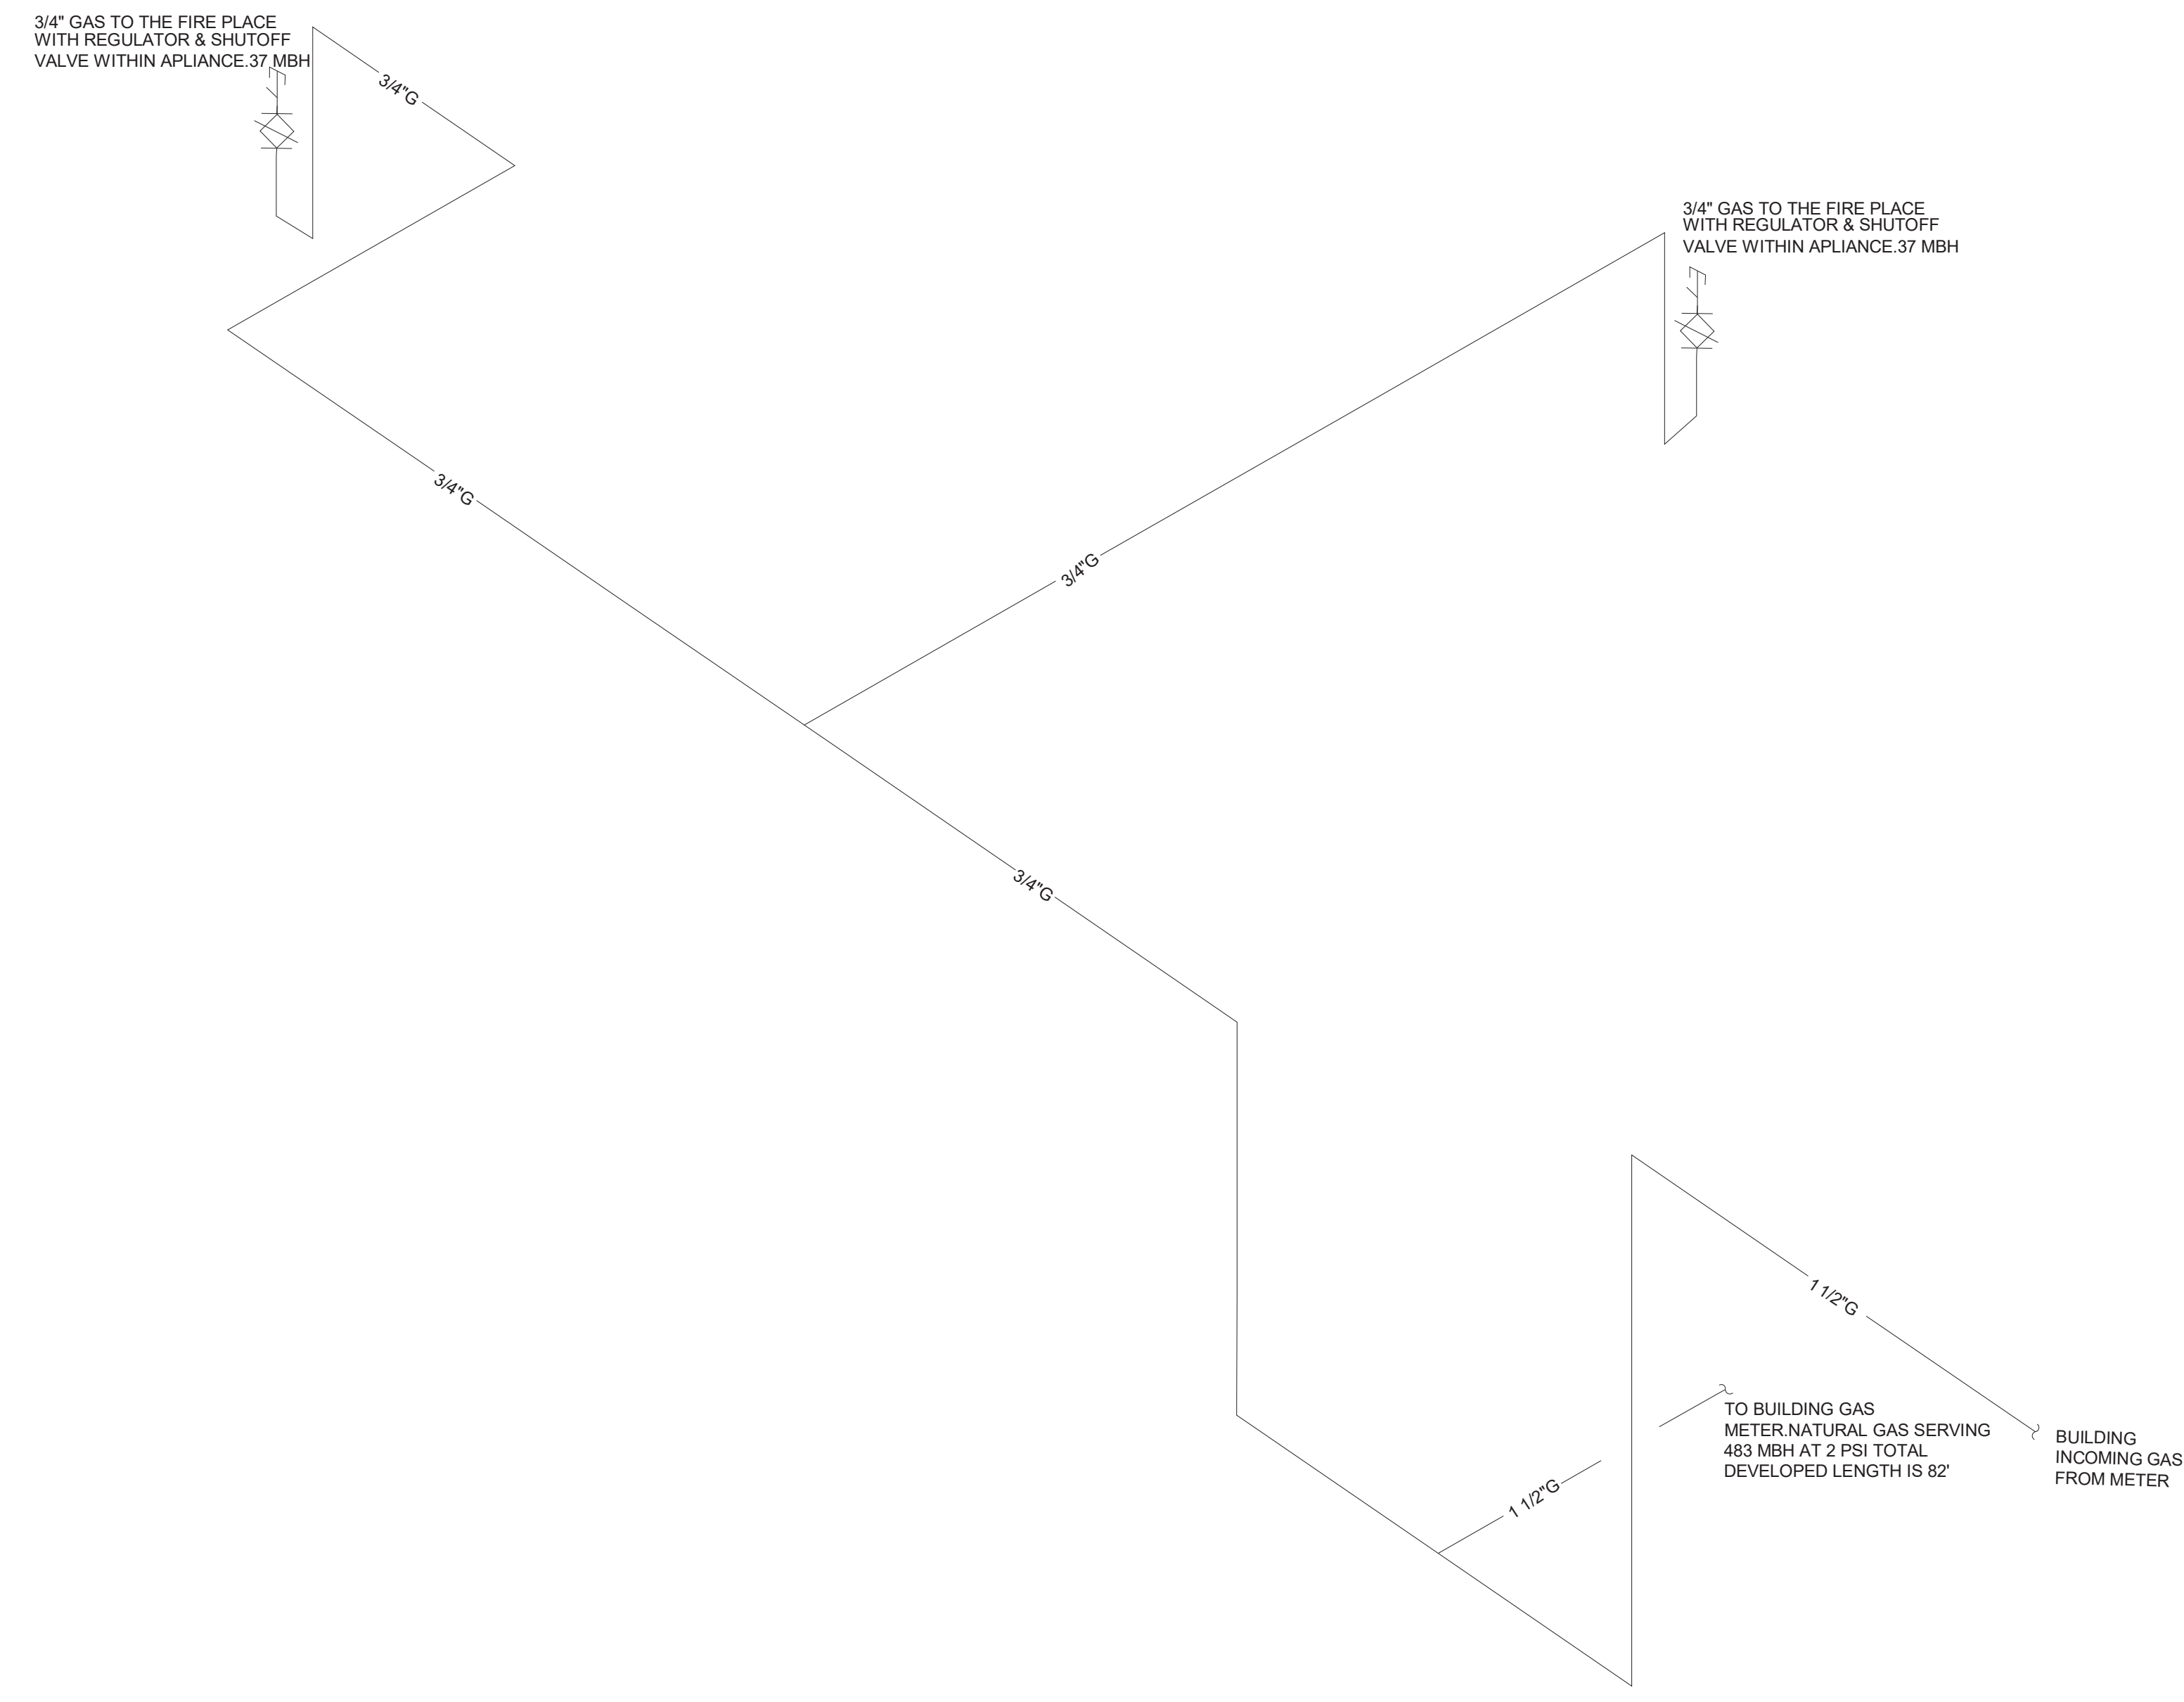 3/4" GAS TO THE FIRE PLACE
WITH REGULATOR & SHUTOFF
VALVE WITHIN APLIANCE.37 MBH
3/4"G
3/4" GAS TO THE FIRE PLACE
WITH REGULATOR & SHUTOFF
VALVE WITHIN APLIANCE.37 MBH
3/4"G
3/4"G
3/4"G
1 1/2"G
TO BUILDING GAS
METER.NATURAL GAS SERVING
483 MBH AT 2 PSI TOTAL
DEVELOPED LENGTH IS 82'
BUILDING
INCOMING GAS
FROM METER
1 1/2"G